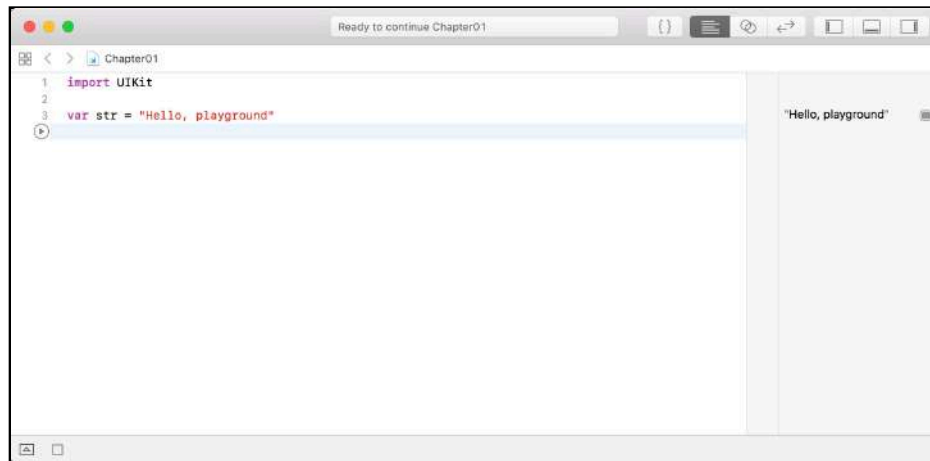 Ready to continue Chapter01
{}
Chapter01
1 import UIKit
2
3 var str = "Hello, playground"
"Hello, playground"